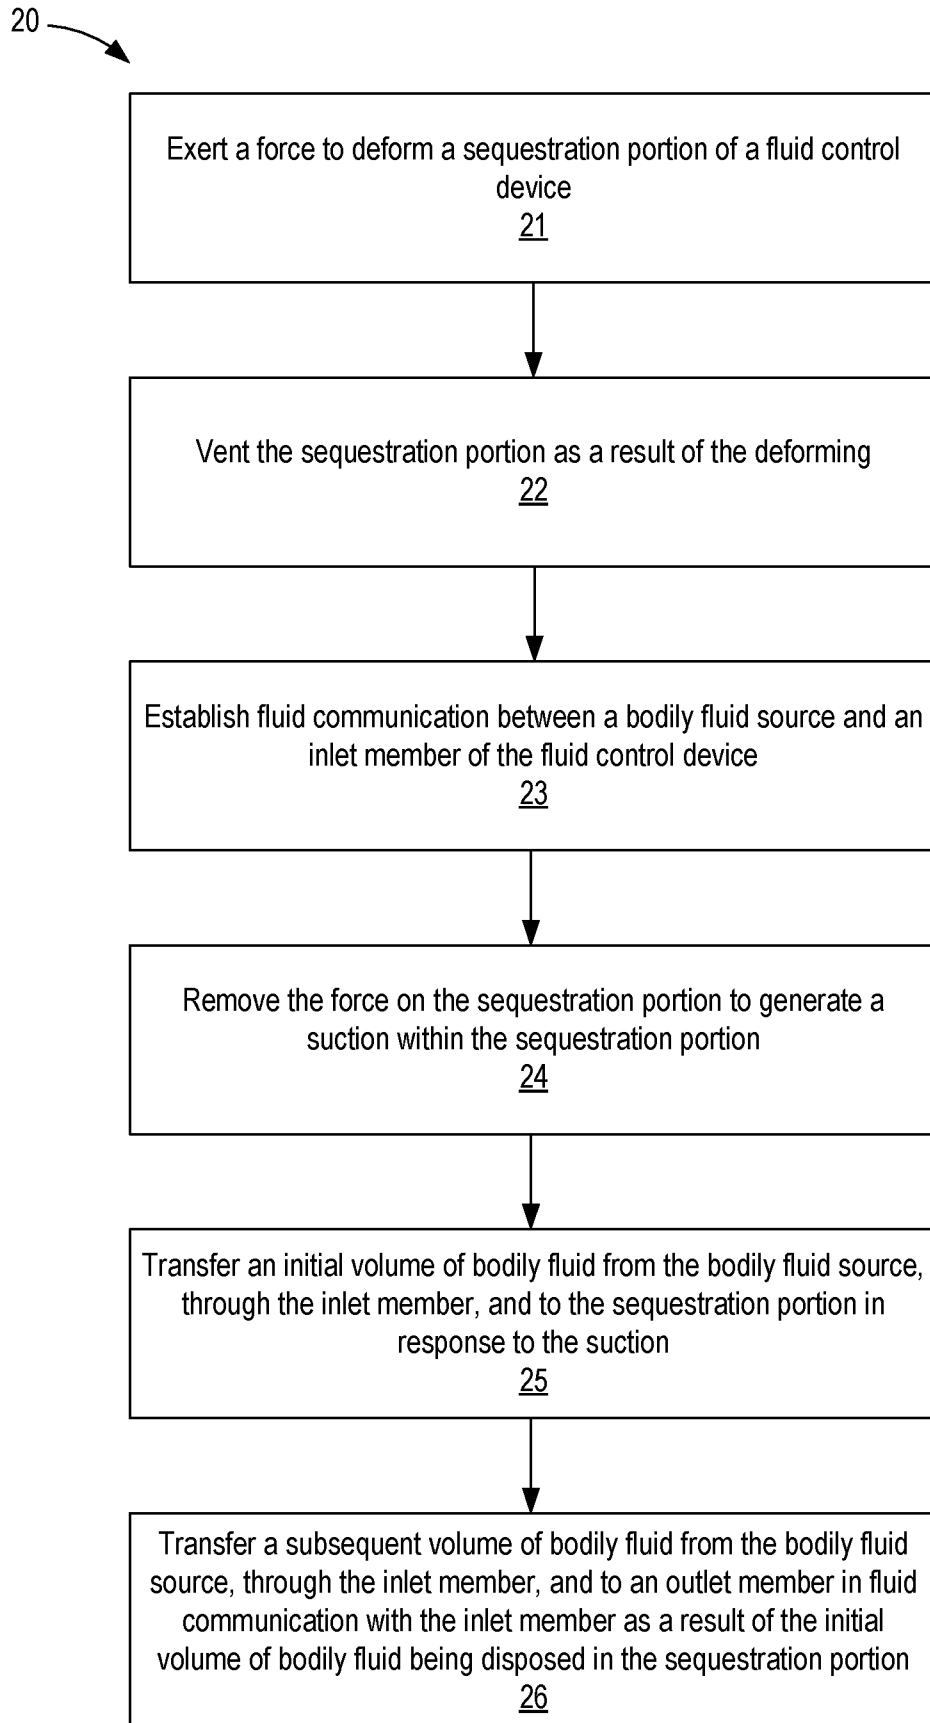 20
Exert a force to deform a sequestration portion of a fluid control
device
21
Vent the sequestration portion as a result of the deforming
22
Establish fluid communication between a bodily fluid source and an
inlet member of the fluid control device
23
Remove the force on the sequestration portion to generate a
suction within the sequestration portion
24
Transfer an initial volume of bodily fluid from the bodily fluid source,
through the inlet member, and to the sequestration portion in
response to the suction
25
Transfer a subsequent volume of bodily fluid from the bodily fluid
source, through the inlet member, and to an outlet member in fluid
communication with the inlet member as a result of the initial
volume of bodily fluid being disposed in the sequestration portion
26